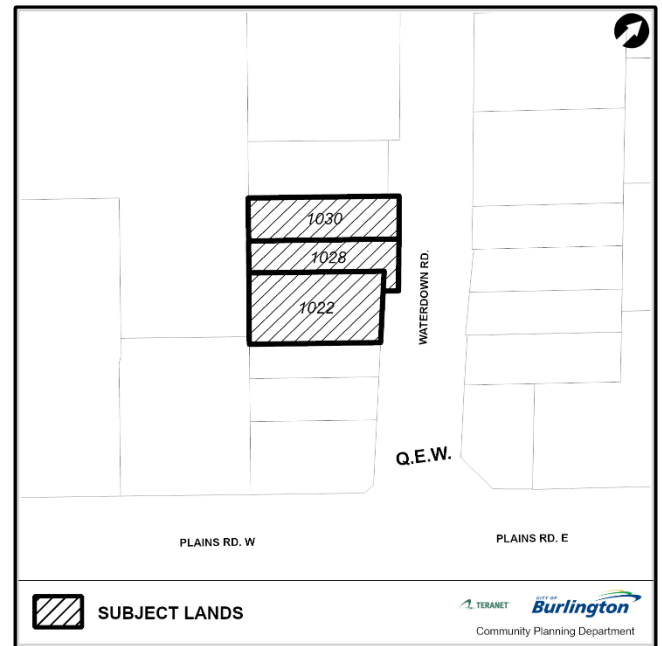 1030
1028
1022
WATERDOWN RD.
Q.E.W.
PLAINS RD. W
PLAINS RD. E
SUBJECT LANDS
TERANET
CITY OF
Burlington
Community Planning Department